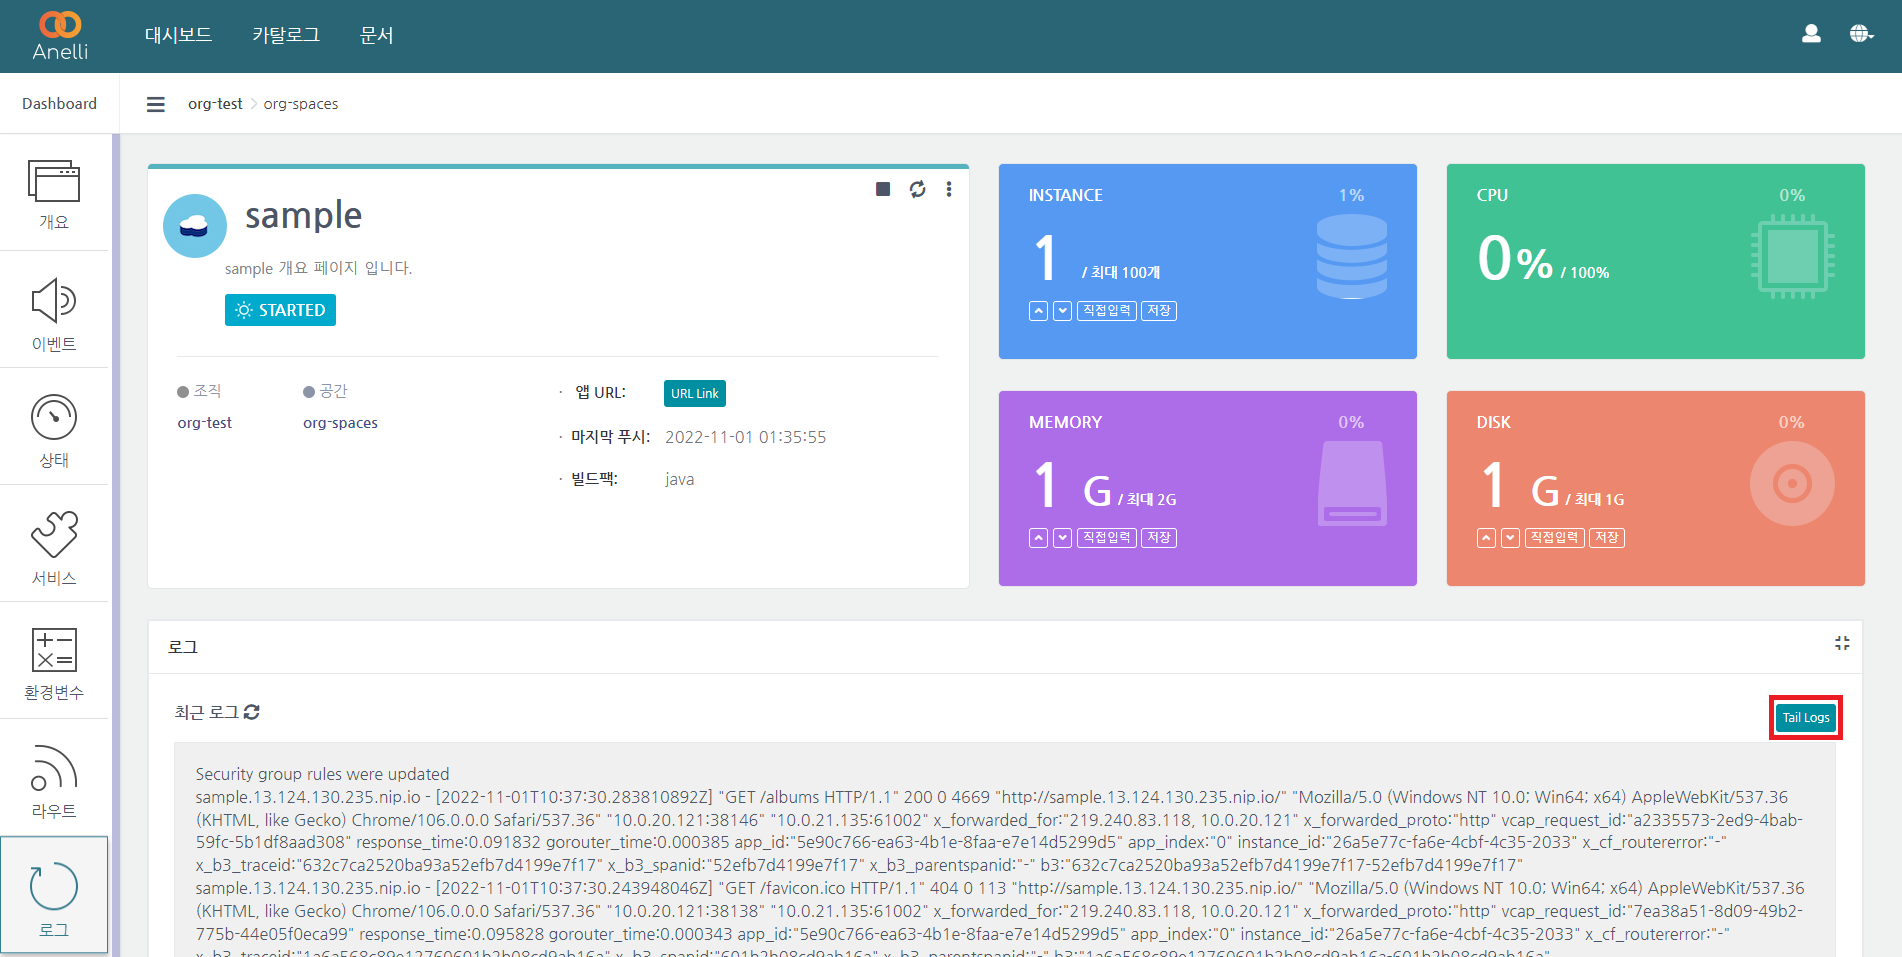 Anelli
대시보드 카탈로그 문서
Dashboard
org-test > org-spaces
개요
이벤트
상태
서비스
환경변수
라우트
로그
sample
sample 개요 페이지 입니다.
STARTED
조직
org-test
공간
org-spaces
· 앱 URL: URL Link
· 마지막 푸시: 2022-11-01 01:35:55
· 빌드팩: java
INSTANCE 1%
1 / 최대 100개
직접입력 저장
CPU 0%
0% / 100%
MEMORY 0%
1 G / 최대 2G
직접입력 저장
DISK 0%
1 G / 최대 1G
직접입력 저장
로그
최근 로그
Tail Logs
Security group rules were updated
sample.13.124.130.235.nip.io - [2022-11-01T10:37:30.283810892Z] "GET /albums HTTP/1.1" 200 0 4669 "http://sample.13.124.130.235.nip.io/" "Mozilla/5.0 (Windows NT 10.0; Win64; x64) AppleWebKit/537.36
(KHTML, like Gecko) Chrome/106.0.0.0 Safari/537.36" "10.0.20.121:38146" "10.0.21.135:61002" x_forwarded_for:"219.240.83.118, 10.0.20.121" x_forwarded_proto:"http" vcap_request_id:"a2335573-2ed9-4bab-
59fc-5b1df8aad308" response_time:0.091832 gorouter_time:0.000385 app_id:"5e90c766-ea63-4b1e-8faa-e7e14d5299d5" app_index:"0" instance_id:"26a5e77c-fa6e-4cbf-4c35-2033" x_cf_routererror:"-"
x_b3_traceid:"632c7ca2520ba93a52efb7d4199e7f17" x_b3_spanid:"52efb7d4199e7f17" x_b3_parentspanid:"-" b3:"632c7ca2520ba93a52efb7d4199e7f17-52efb7d4199e7f17"
sample.13.124.130.235.nip.io - [2022-11-01T10:37:30.243948046Z] "GET /favicon.ico HTTP/1.1" 404 0 113 "http://sample.13.124.130.235.nip.io/" "Mozilla/5.0 (Windows NT 10.0; Win64; x64) AppleWebKit/537.36
(KHTML, like Gecko) Chrome/106.0.0.0 Safari/537.36" "10.0.20.121:38138" "10.0.21.135:61002" x_forwarded_for:"219.240.83.118, 10.0.20.121" x_forwarded_proto:"http" vcap_request_id:"7ea38a51-8d09-49b2-
775b-44e05f0eca99" response_time:0.095828 gorouter_time:0.000343 app_id:"5e90c766-ea63-4b1e-8faa-e7e14d5299d5" app_index:"0" instance_id:"26a5e77c-fa6e-4cbf-4c35-2033" x_cf_routererror:"-"